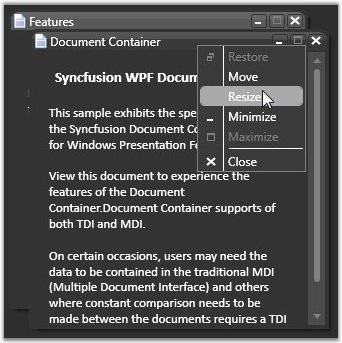 Features
Document Container
Restore
Move
Resize
Minimize
Maximize
Close
Syncfusion WPF Docum
This sample exhibits the spe
the Syncfusion Document Co
for Windows Presentation Fo
View this document to experience the
features of the Document
Container.Document Container supports of
both TDI and MDI.
On certain occasions, users may need the
data to be contained in the traditional MDI
(Multiple Document Interface) and others
where constant comparison needs to be
made between the documents requires a TDI